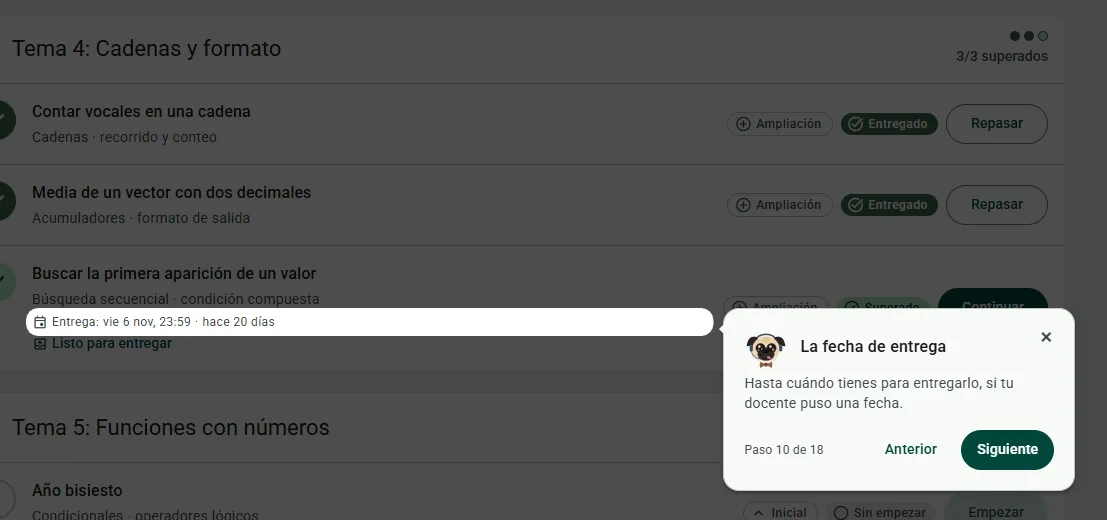 Tema 4: Cadenas y formato
3/3 superados
Contar vocales en una cadena
Cadenas · recorrido y conteo
Ampliación
Entregado
Repasar
Media de un vector con dos decimales
Acumuladores · formato de salida
Ampliación
Entregado
Repasar
Buscar la primera aparición de un valor
Búsqueda secuencial · condición compuesta
Ampliación
Superado
Continuar
Entrega: vie 6 nov, 23:59 · hace 20 días
Listo para entregar
La fecha de entrega
Hasta cuándo tienes para entregarlo, si tu
docente puso una fecha.
Paso 10 de 18
Anterior
Siguiente
Tema 5: Funciones con números
Año bisiesto
Condicionales · operadores lógicos
Inicial
Sin empezar
Empezar